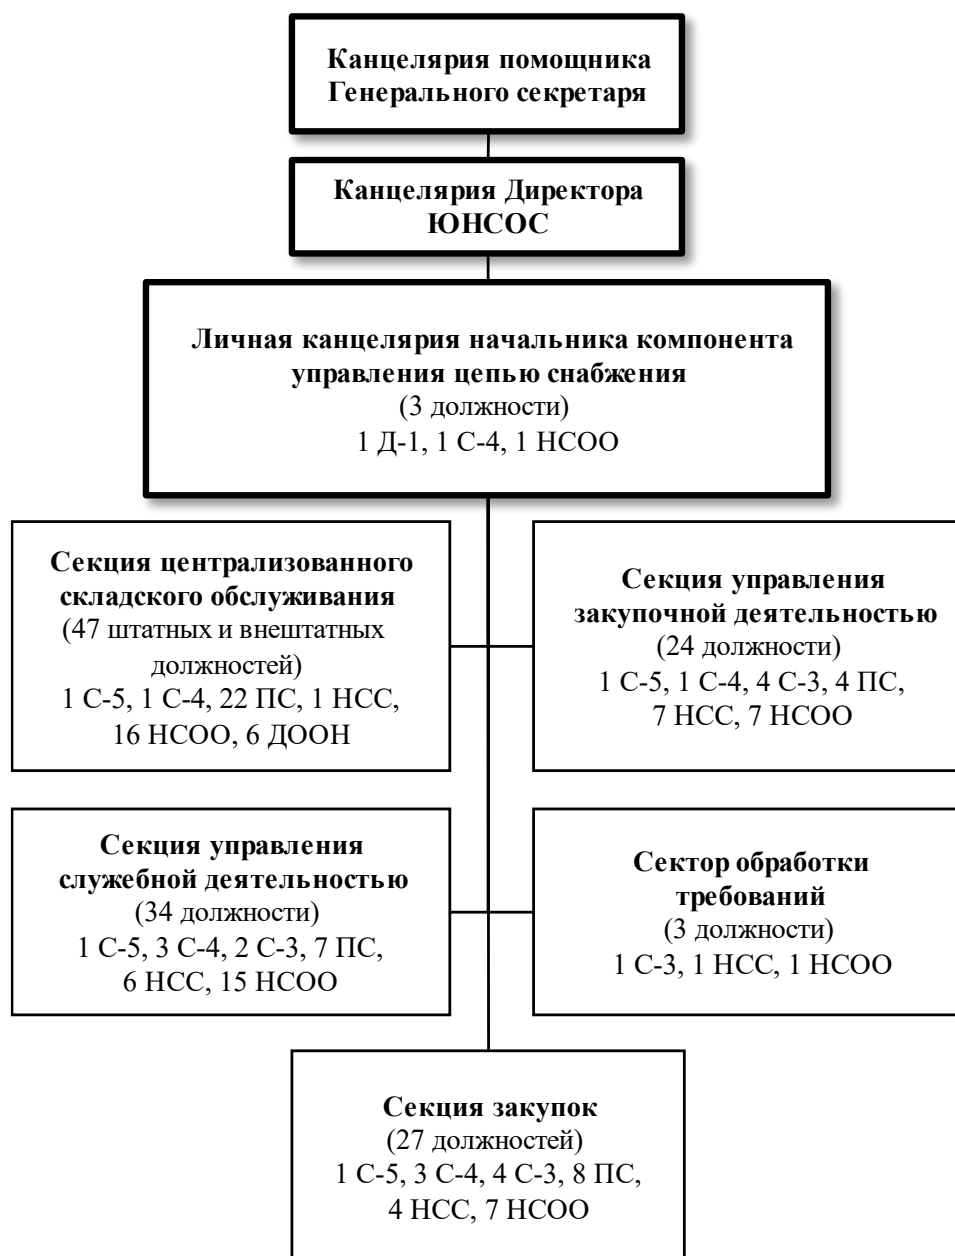 Канцелярия помощника
Генерального секретаря
Канцелярия Директора
ЮНСОС
Личная канцелярия начальника компонента
управления цепью снабжения
(3 должности)
1 Д-1, 1 С-4, 1 НСОО
Секция централизованного
складского обслуживания
(47 штатных и внештатных
должностей)
1 С-5, 1 С-4, 22 ПС, 1 НСС,
16 НСОО, 6 ДООН
Секция управления
закупочной деятельностью
(24 должности)
1 С-5, 1 С-4, 4 С-3, 4 ПС,
7 НСС, 7 НСОО
Секция управления
служебной деятельностью
(34 должности)
1 С-5, 3 С-4, 2 С-3, 7 ПС,
6 НСС, 15 НСОО
Сектор обработки
требований
(3 должности)
1 С-3, 1 НСС, 1 НСОО
Секция закупок
(27 должностей)
1 С-5, 3 С-4, 4 С-3, 8 ПС,
4 НСС, 7 НСОО